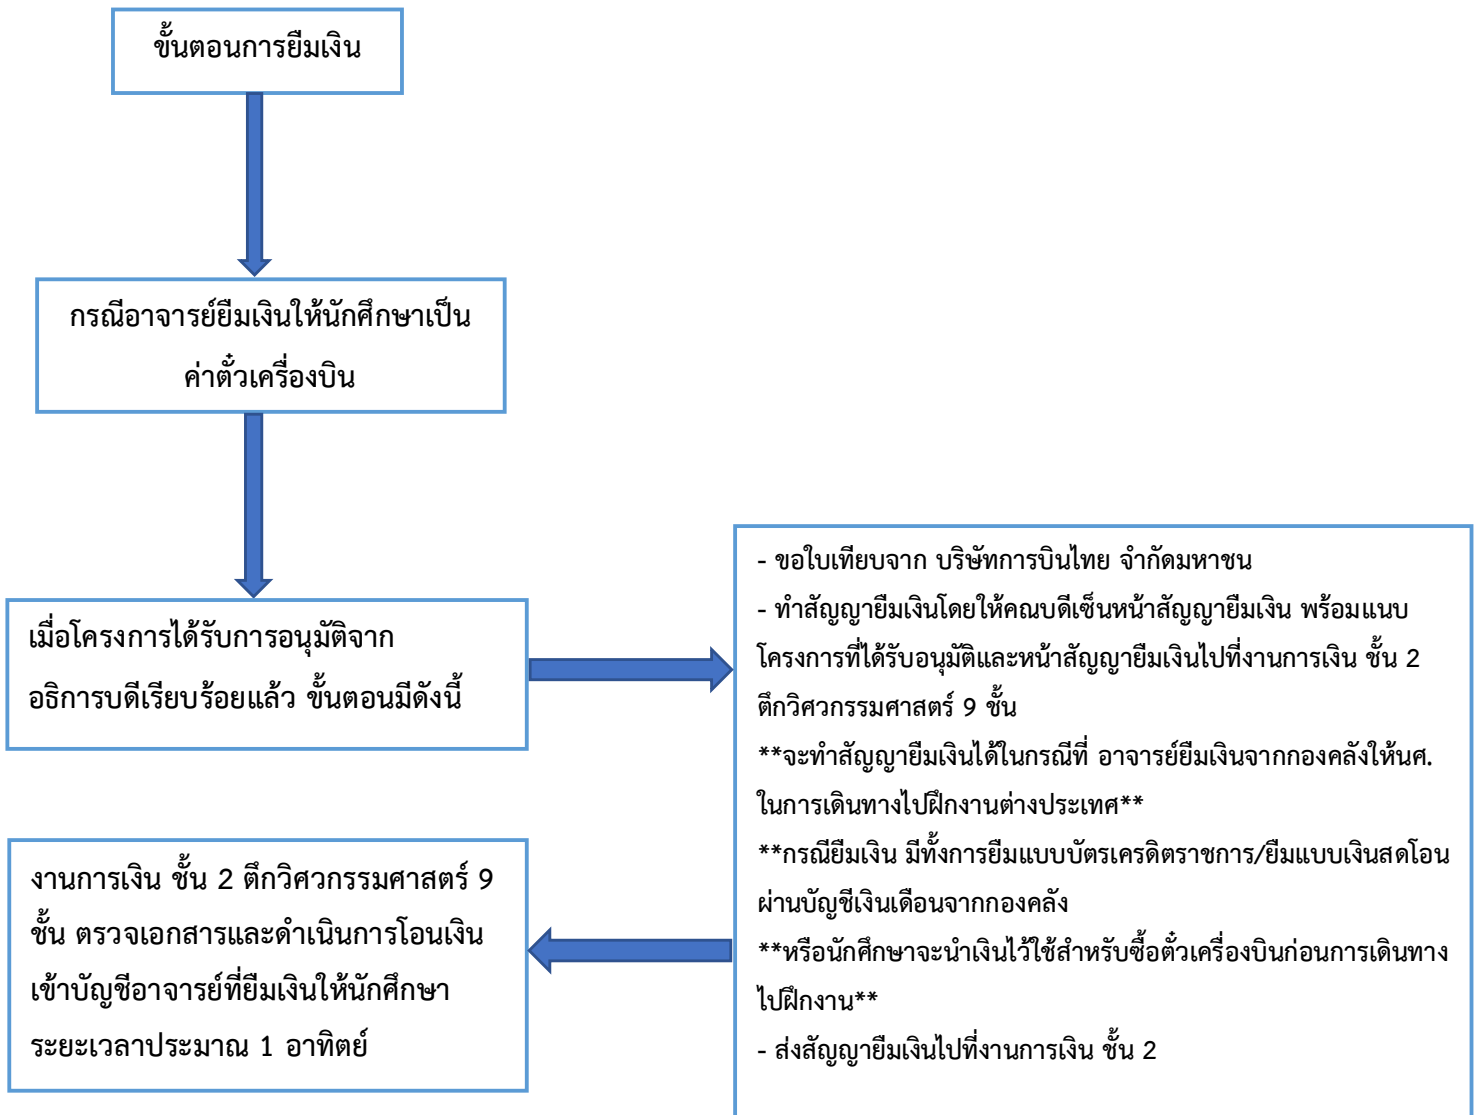 ขั้นตอนการยืมเงิน
กรณีอาจารย์ยืมเงินให้นักศึกษาเป็น
ค่าตั๋วเครื่องบิน
เมื่อโครงการได้รับการอนุมัติจาก
อธิการบดีเรียบร้อยแล้ว ขั้นตอนมีดังนี้
- ขอใบเทียบจาก บริษัทการบินไทย จำกัดมหาชน
- ทำสัญญายืมเงินโดยให้คณบดีเซ็นหน้าสัญญายืมเงิน พร้อมแนบ
โครงการที่ได้รับอนุมัติและหน้าสัญญายืมเงินไปที่งานการเงิน ชั้น 2
ตึกวิศวกรรมศาสตร์ 9 ชั้น
**จะทำสัญญายืมเงินได้ในกรณีที่ อาจารย์ยืมเงินจากกองคลังให้นศ.
ในการเดินทางไปฝึกงานต่างประเทศ**
**กรณียืมเงิน มีทั้งการยืมแบบบัตรเครดิตราชการ/ยืมแบบเงินสดโอน
ผ่านบัญชีเงินเดือนจากกองคลัง
**หรือนักศึกษาจะนำเงินไว้ใช้สำหรับซื้อตั๋วเครื่องบินก่อนการเดินทาง
ไปฝึกงาน**
- ส่งสัญญายืมเงินไปที่งานการเงิน ชั้น 2
งานการเงิน ชั้น 2 ตึกวิศวกรรมศาสตร์ 9
ชั้น ตรวจเอกสารและดำเนินการโอนเงิน
เข้าบัญชีอาจารย์ที่ยืมเงินให้นักศึกษา
ระยะเวลาประมาณ 1 อาทิตย์